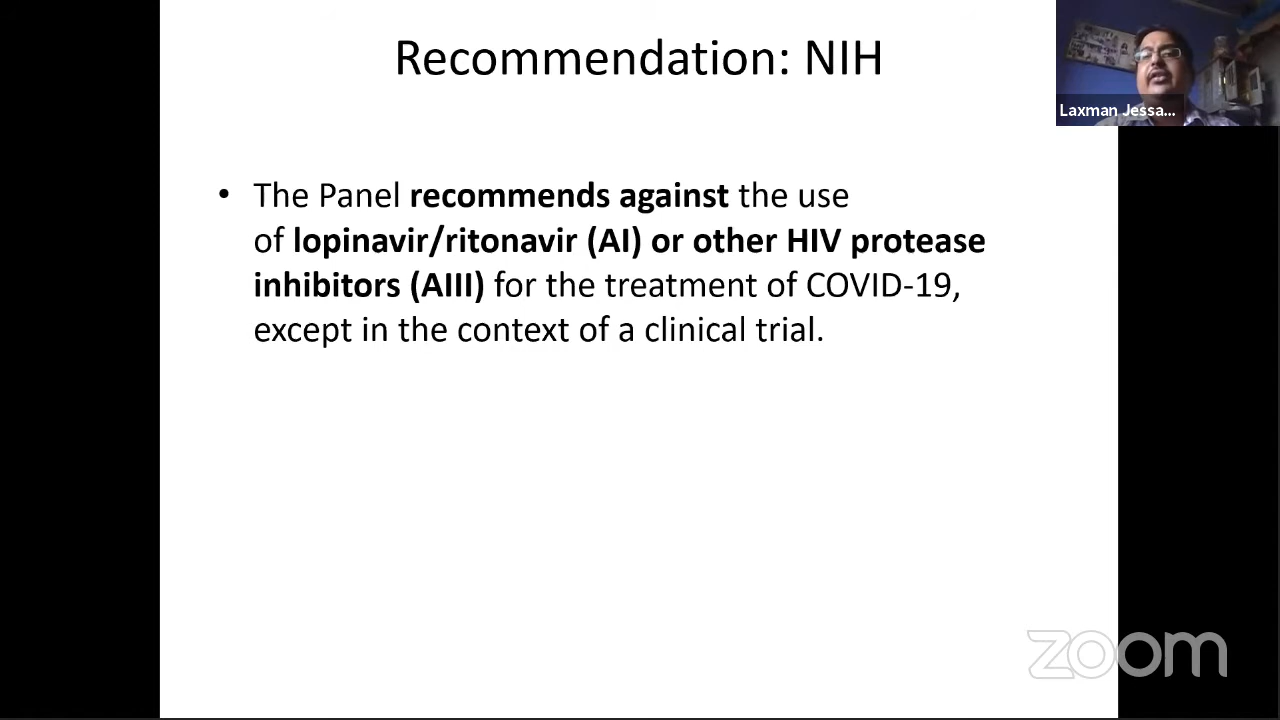 Recommendation: NIH
Laxman Jessa...
• The Panel recommends against the use
of lopinavir/ritonavir (AI) or other HIV protease
inhibitors (AIII) for the treatment of COVID-19,
except in the context of a clinical trial.
zoom